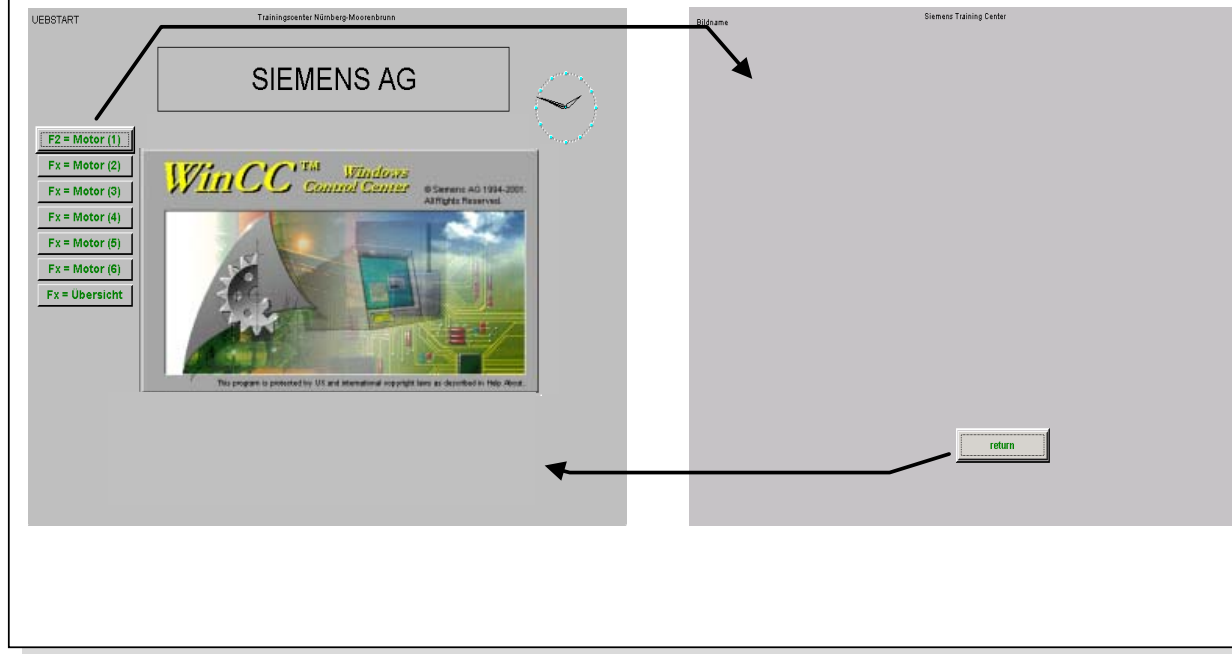 UEBSTART
Trainingscenter Nürnberg-Moorenbrunn
SIEMENS AG
F2 = Motor (1)
Fx = Motor (2)
Fx = Motor (3)
Fx = Motor (4)
Fx = Motor (5)
Fx = Motor (6)
Fx = Übersicht
WinCC™ Windows
Control Center
© Siemens AG 1994-2001.
All Rights Reserved.
This program is protected by US and international copyright laws as described in Help About.
Bildname
Siemens Training Center
return